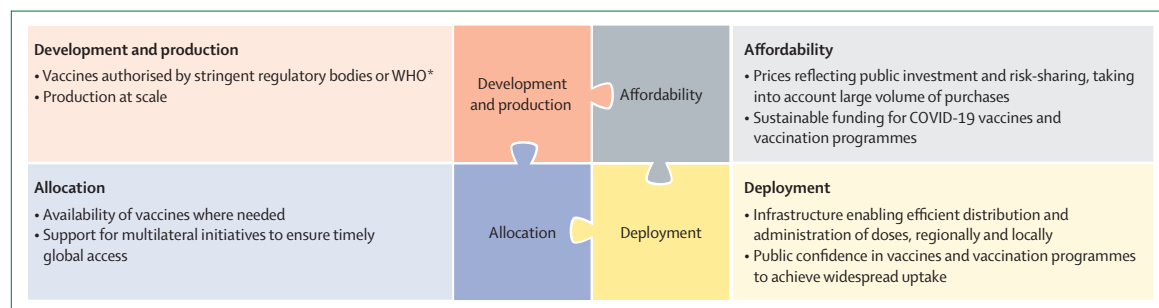 Development and production
• Vaccines authorised by stringent regulatory bodies or WHO*
• Production at scale
Development
and production
Affordability
Affordability
• Prices reflecting public investment and risk-sharing, taking
into account large volume of purchases
• Sustainable funding for COVID-19 vaccines and
vaccination programmes
Allocation
• Availability of vaccines where needed
• Support for multilateral initiatives to ensure timely
global access
Allocation
Deployment
Deployment
• Infrastructure enabling efficient distribution and
administration of doses, regionally and locally
• Public confidence in vaccines and vaccination programmes
to achieve widespread uptake